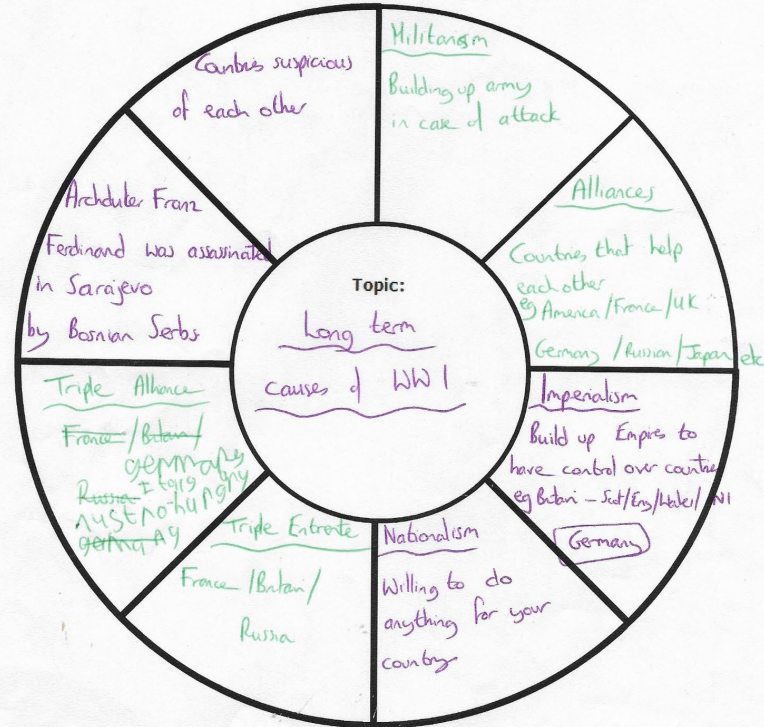 Topic:
Long term
causes of WW1
Militarism
Building up army
in case of attack
Alliances
Countries that help
each other
eg America/France/UK
Germany/Russian/Japan etc
Imperialism
Build up Empires to
have control over countries
eg Britain - Scot/Eng/Wales/NI
Germany
Nationalism
Willing to do
anything for your
country
Triple Entente
France/Britain/
Russia
Triple Alliance
France/Britain/
germany
Russia Itary
Austro-hungry
germany
Archduke Franz
Ferdinand was assassinated
in Sarajevo
by Bosnian Serbs
Countries suspicious
of each other